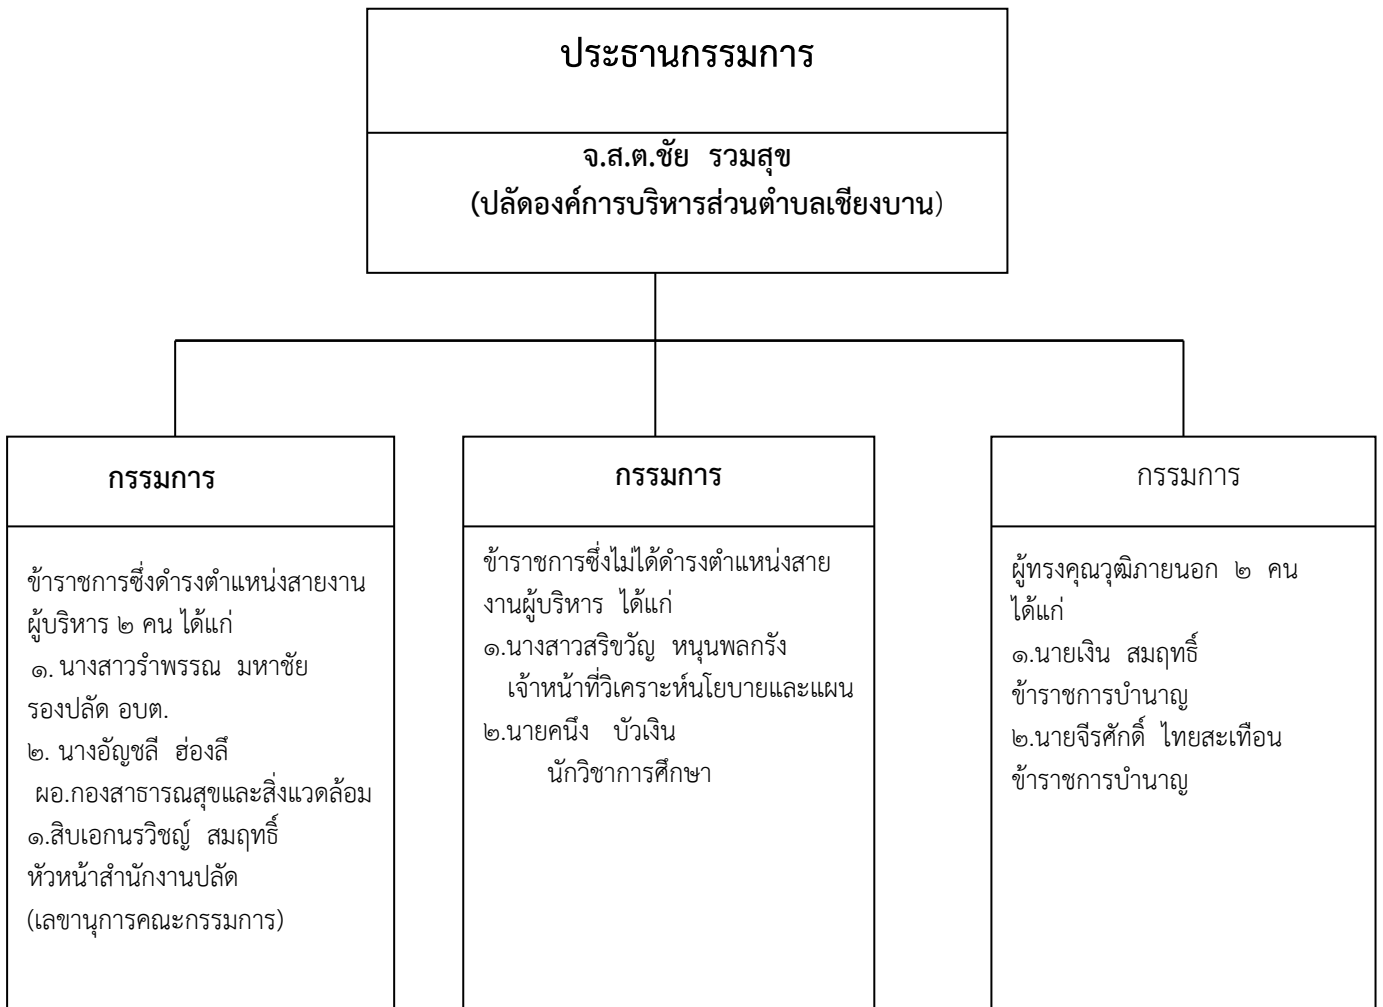 ประธานกรรมการ
จ.ส.ต.ชัย รวมสุข
(ปลัดองค์การบริหารส่วนตำบลเชียงบาน)
กรรมการ
ข้าราชการซึ่งดำรงตำแหน่งสายงาน
ผู้บริหาร ๒ คน ได้แก่
๑. นางสาวรำพรรณ มหาชัย
รองปลัด อบต.
๒. นางอัญชลี ฮ่องลึ
ผอ.กองสาธารณสุขและสิ่งแวดล้อม
๑.สิบเอกนรวิชญ์ สมฤทธิ์
หัวหน้าสำนักงานปลัด
(เลขานุการคณะกรรมการ)
กรรมการ
ข้าราชการซึ่งไม่ได้ดำรงตำแหน่งสาย
งานผู้บริหาร ได้แก่
๑.นางสาวสริขวัญ หนุนพลกรัง
เจ้าหน้าที่วิเคราะห์นโยบายและแผน
๒.นายคนึง บัวเงิน
นักวิชาการศึกษา
กรรมการ
ผู้ทรงคุณวุฒิภายนอก ๒ คน
ได้แก่
๑.นายเงิน สมฤทธิ์
ข้าราชการบำนาญ
๒.นายจีรศักดิ์ ไทยสะเทือน
ข้าราชการบำนาญ